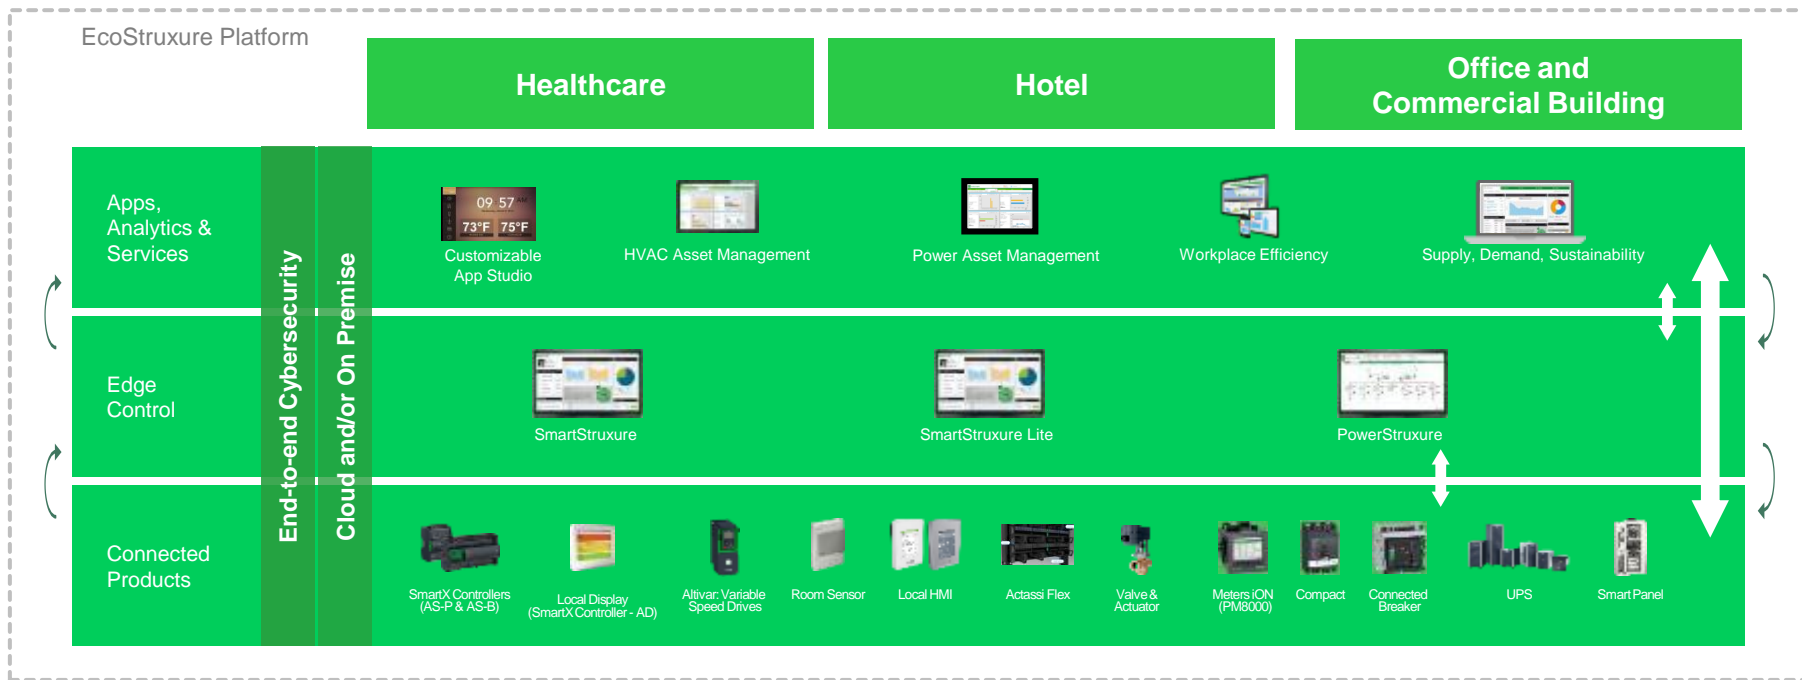 EcoStruxure Platform
Healthcare
Hotel
Office and
Commercial Building
Apps,
Analytics &
Services
End-to-end Cybersecurity
Cloud and/or On Premise
09 57 AM
73°F 75°F
Customizable
App Studio
HVAC Asset Management
Power Asset Management
Workplace Efficiency
Supply, Demand, Sustainability
Edge
Control
SmartStruxure
SmartStruxure Lite
PowerStruxure
Connected
Products
SmartX Controllers
(AS-P & AS-B)
Local Display
(SmartX Controller - AD)
Altivar: Variable
Speed Drives
Room Sensor
Local HMI
Actassi Flex
Valve &
Actuator
Meters iON
(PM8000)
Compact
Connected
Breaker
UPS
Smart Panel